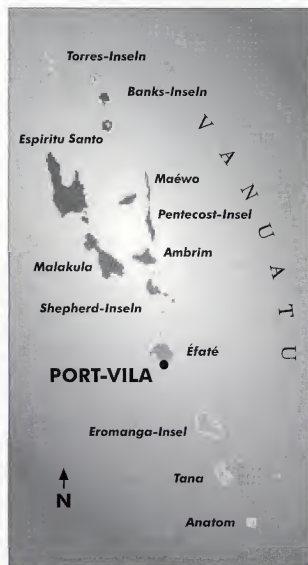 Torres-Inseln
Banks-Inseln
Espiritu Santo
VANUATU
Maéwo
Pentecost-Insel
Ambrim
Malakula
Shepherd-Inseln
Éfaté
PORT-VILA
Eromanga-Insel
Tana
N
Anatom